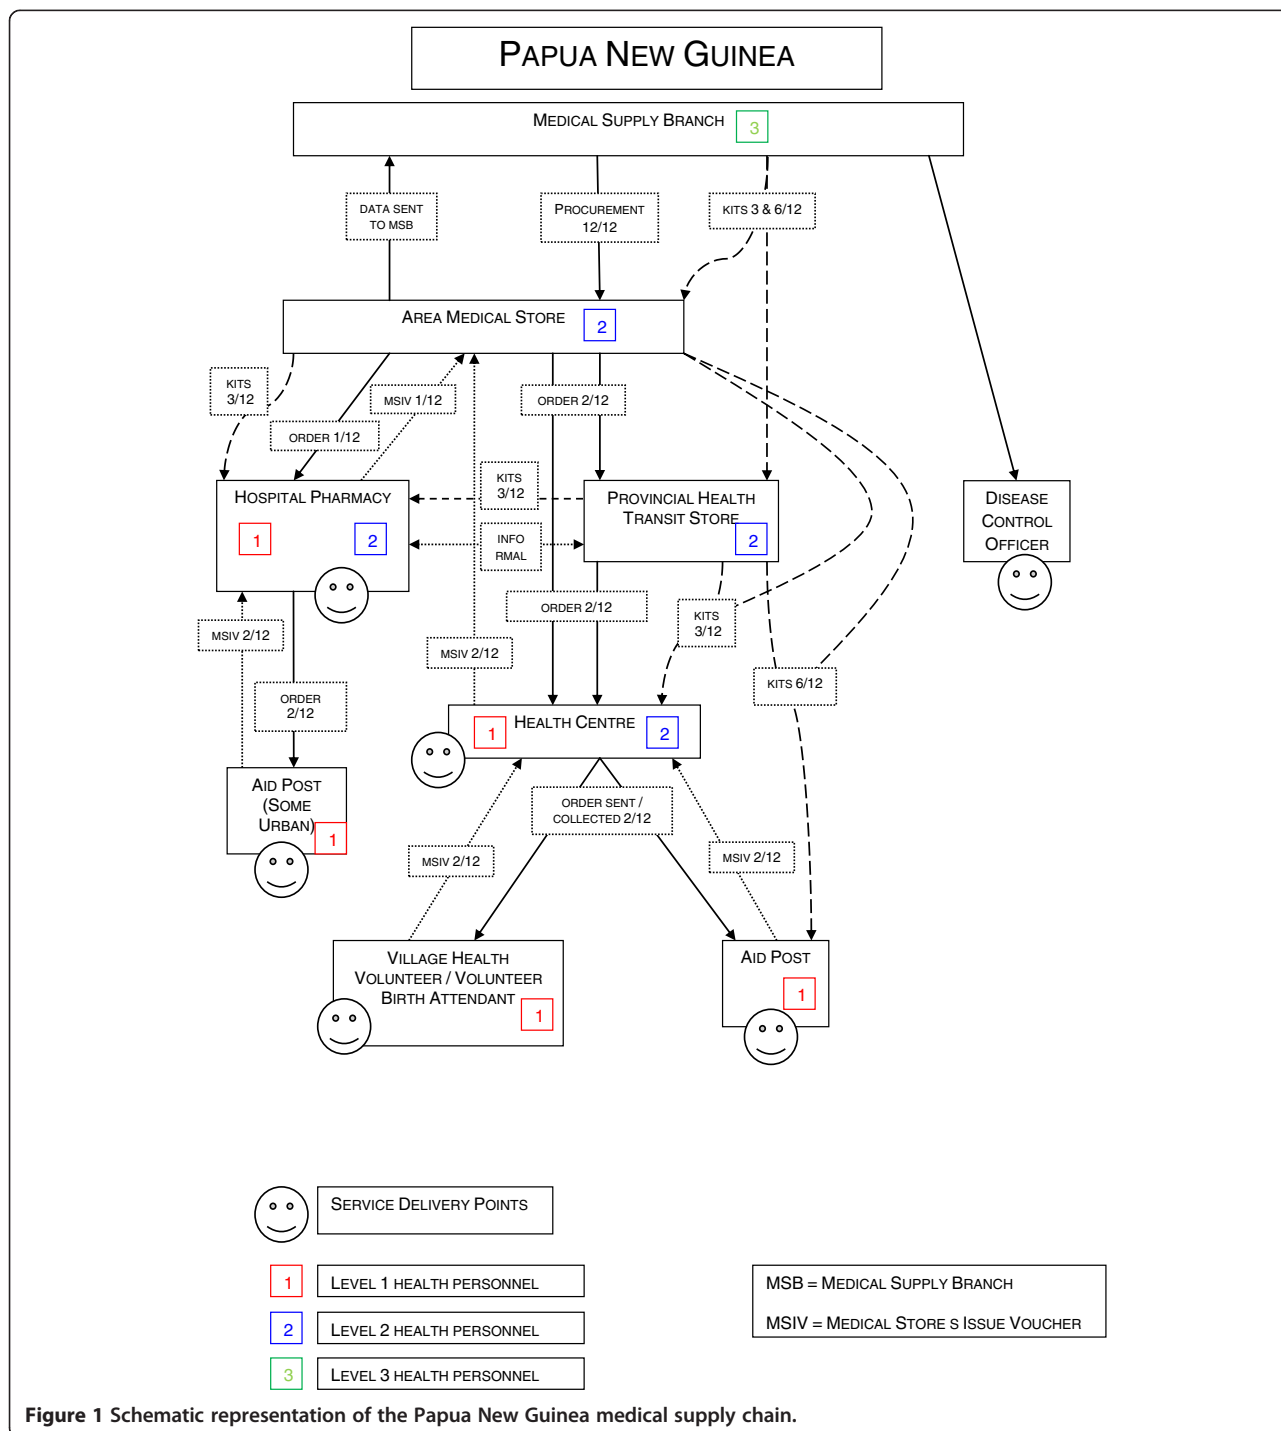 PAPUA NEW GUINEA
MEDICAL SUPPLY BRANCH
3
DATA SENT
TO MSB
PROCUREMENT
12/12
KITS 3 & 6/12
AREA MEDICAL STORE
2
KITS
3/12
MSIV 1/12
ORDER 2/12
ORDER 1/12
HOSPITAL PHARMACY
1
2
KITS
3/12
INFO
RMAL
PROVINCIAL HEALTH
TRANSIT STORE
2
DISEASE
CONTROL
OFFICER
MSIV 2/12
ORDER 2/12
KITS
3/12
MSIV 2/12
ORDER
2/12
KITS 6/12
HEALTH CENTRE
1
2
AID POST
(SOME
URBAN)
1
ORDER SENT /
COLLECTED 2/12
MSIV 2/12
MSIV 2/12
VILLAGE HEALTH
VOLUNTEER / VOLUNTEER
BIRTH ATTENDANT
1
AID POST
1
SERVICE DELIVERY POINTS
1 LEVEL 1 HEALTH PERSONNEL
2 LEVEL 2 HEALTH PERSONNEL
3 LEVEL 3 HEALTH PERSONNEL
MSB = MEDICAL SUPPLY BRANCH
MSIV = MEDICAL STORE S ISSUE VOUCHER
Figure 1 Schematic representation of the Papua New Guinea medical supply chain.